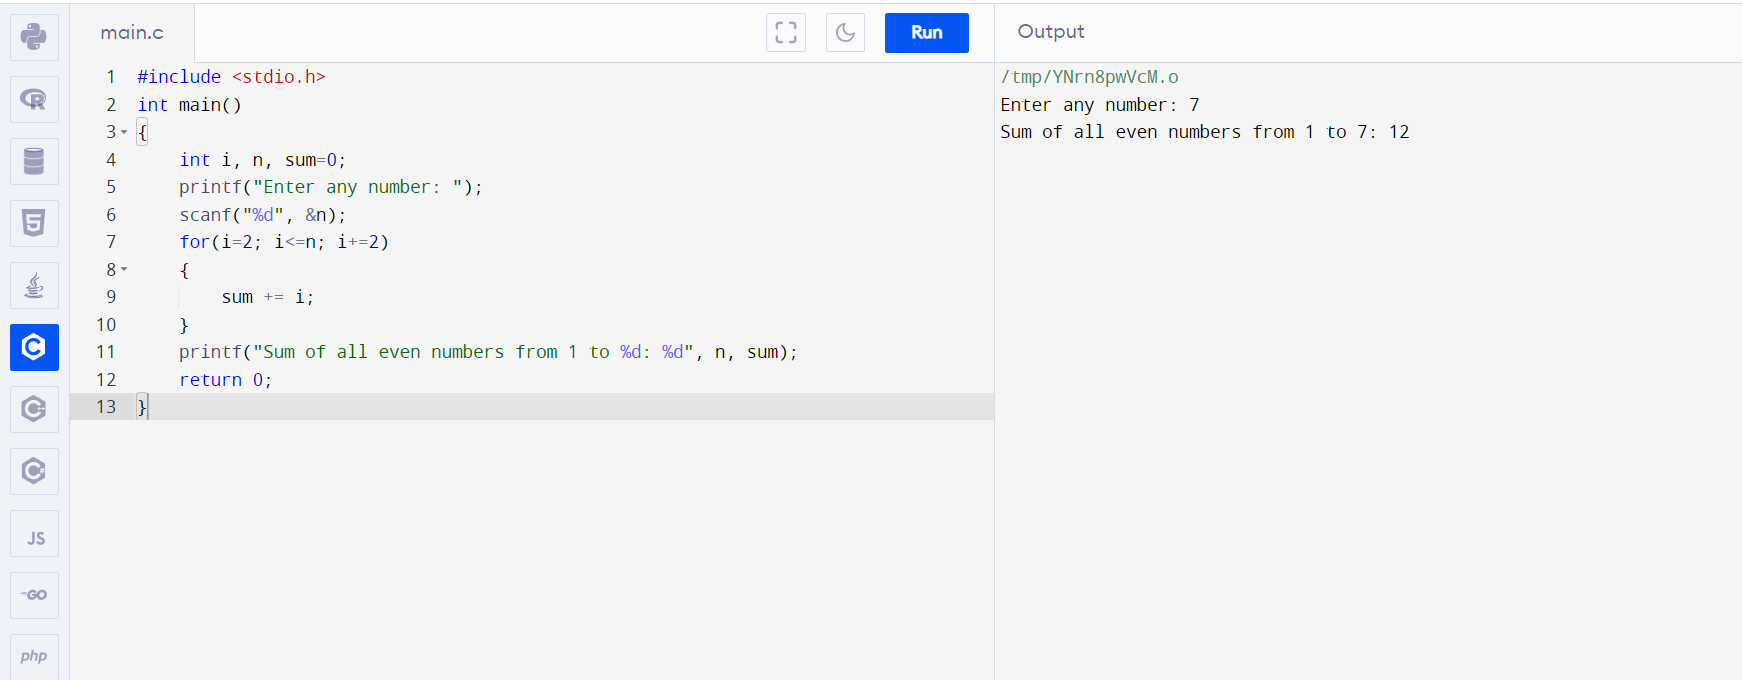 main.c
Run
Output
1 #include <stdio.h>
2 int main()
3 {
4     int i, n, sum=0;
5     printf("Enter any number: ");
6     scanf("%d", &n);
7     for(i=2; i<=n; i+=2)
8     {
9         sum += i;
10     }
11     printf("Sum of all even numbers from 1 to %d: %d", n, sum);
12     return 0;
13 }
/tmp/YNrn8pwVcM.o
Enter any number: 7
Sum of all even numbers from 1 to 7: 12
R
5
C
C
C
JS
GO
php